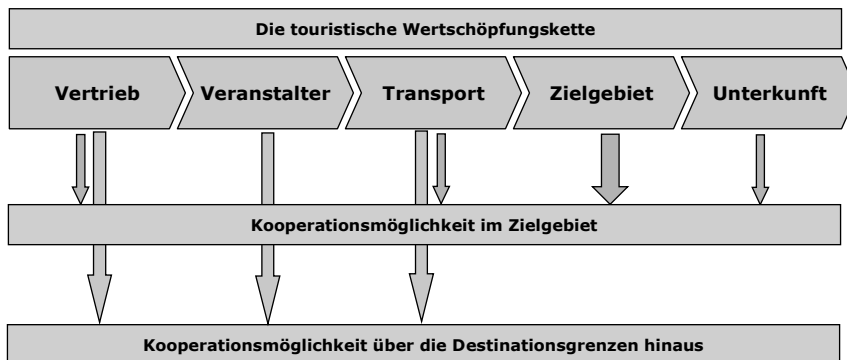 Die touristische Wertschöpfungskette
Vertrieb
Veranstalter
Transport
Zielgebiet
Unterkunft
Kooperationsmöglichkeit im Zielgebiet
Kooperationsmöglichkeit über die Destinationsgrenzen hinaus